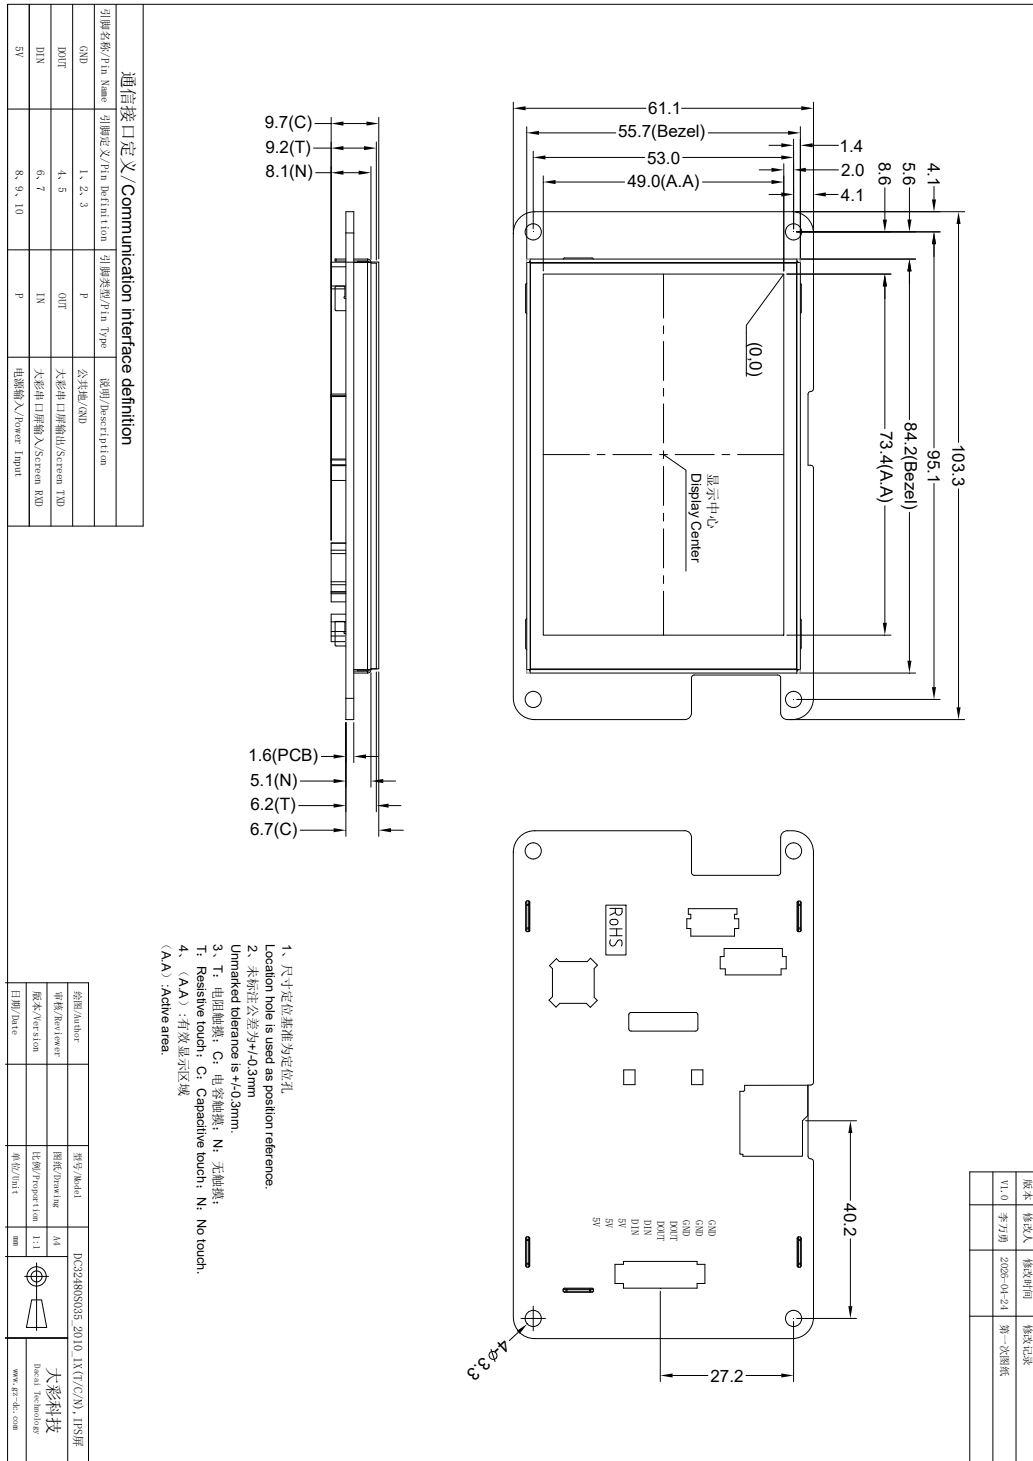 61.1
55.7(Bezel)
53.0
49.0(A.A)
1.4
2.0
4.1
8.6
5.6
4.1
103.3
95.1
84.2(Bezel)
73.4(A.A)
(0,0)
显示中心
Display Center
9.7(C)
9.2(T)
8.1(N)
1.6(PCB)
5.1(N)
6.2(T)
6.7(C)
通信接口定义/Communication interface definition
引脚名称/Pin Name 引脚定义/Pin Definition 引脚类型/Pin Type 说明/Description
GND 1、2、3 P 公共地/GND
DOUT 4、5 OUT 大彩串口屏输出/Screen TXD
DIN 6、7 IN 大彩串口屏输入/Screen RXD
5V 8、9、10 P 电源输入/Power Input
RoHS
GND
GND
GND
DOUT
DOUT
DIN
DIN
5V
5V
5V
40.2
27.2
4-φ3.3
1、尺寸定位基准为定位孔
Location hole is used as position reference.
2、未标注公差为+/-0.3mm
Unmarked tolerance is +/-0.3mm.
3、T：电阻触摸；C：电容触摸；N：无触摸；
T：Resistive touch；C：Capacitive touch；N：No touch.
4、（A.A）:有效显示区域
（A.A）:Active area.
版本 修改人 修改时间 修改记录
V1.0 李万勇 2026-04-24 第一次图纸
绘图/Author 型号/Model DC32480S035_2010_1X(T/C/N), IPS屏
审核/Reviewer 图纸/Drawing A4
版本/Version 比例/Proportion 1:1
日期/Date 单位/Unit mm
大彩科技
Dacai Technology
www.gz-dc.com